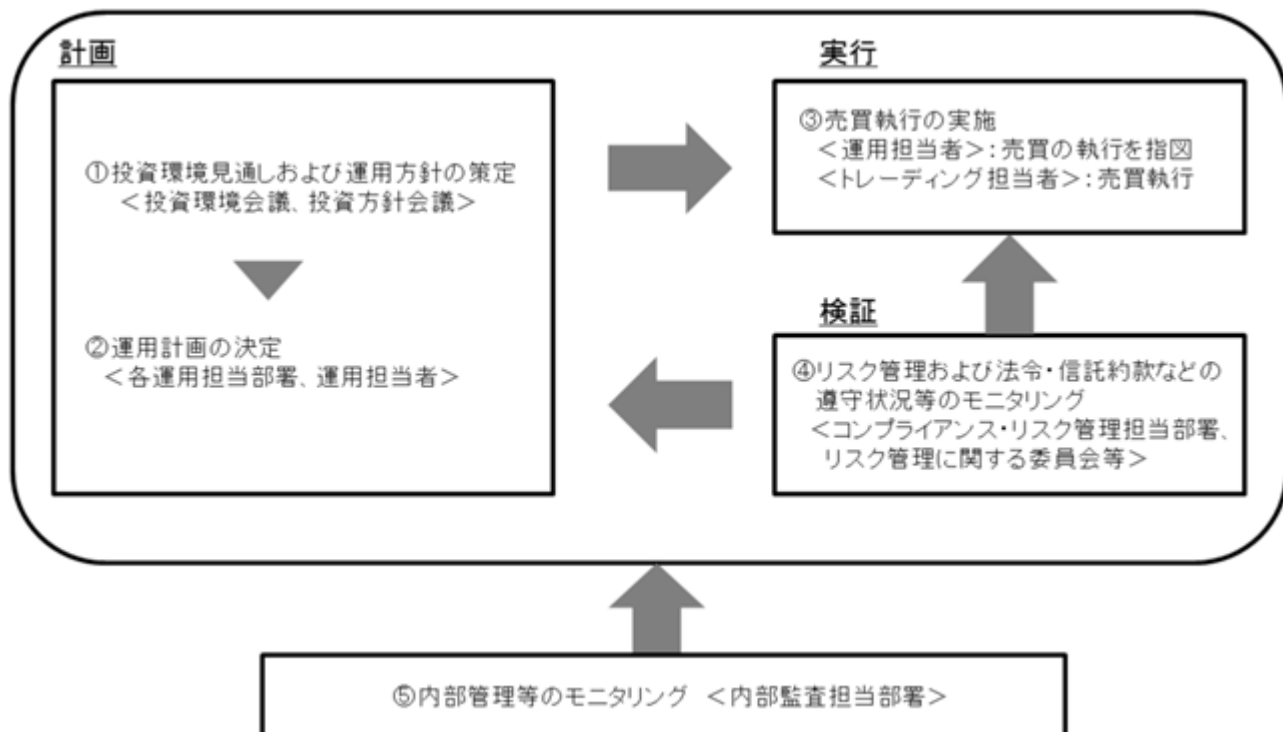 計画
①投資環境見通しおよび運用方針の策定
<投資環境会議、投資方針会議>
②運用計画の決定
<各運用担当部署、運用担当者>
実行
③売買執行の実施
<運用担当者>:売買の執行を指図
<トレーディング担当者>:売買執行
検証
④リスク管理および法令・信託約款などの
遵守状況等のモニタリング
<コンプライアンス・リスク管理担当部署、
リスク管理に関する委員会等>
⑤内部管理等のモニタリング <内部監査担当部署>